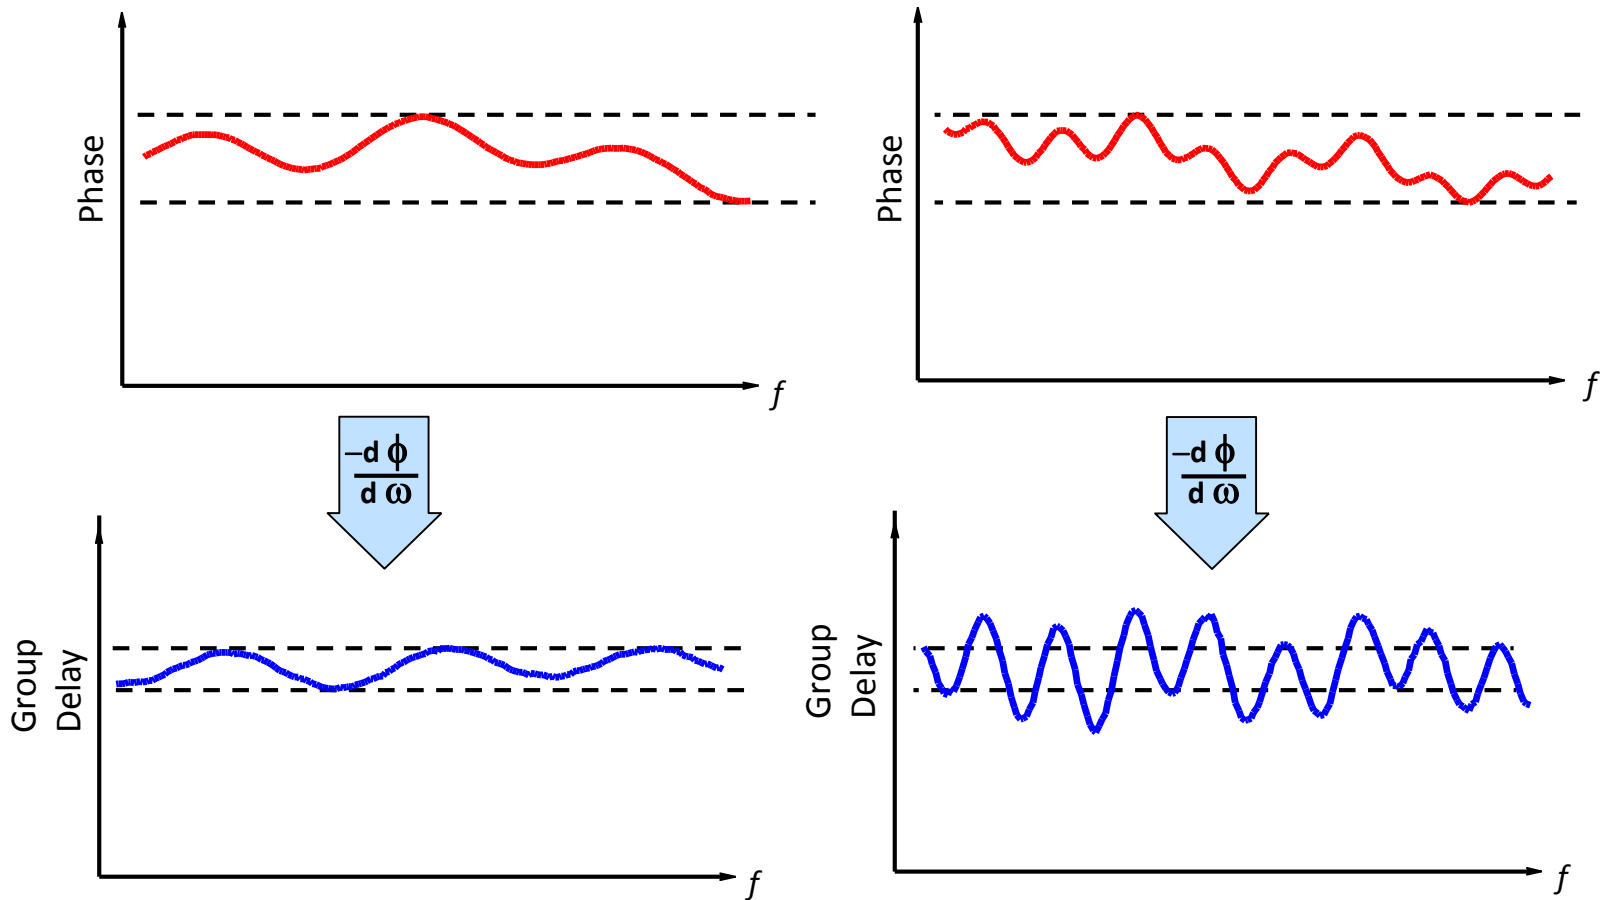 Phase
f
Phase
f
–d ϕ
d ω
–d ϕ
d ω
Group
Delay
f
Group
Delay
f